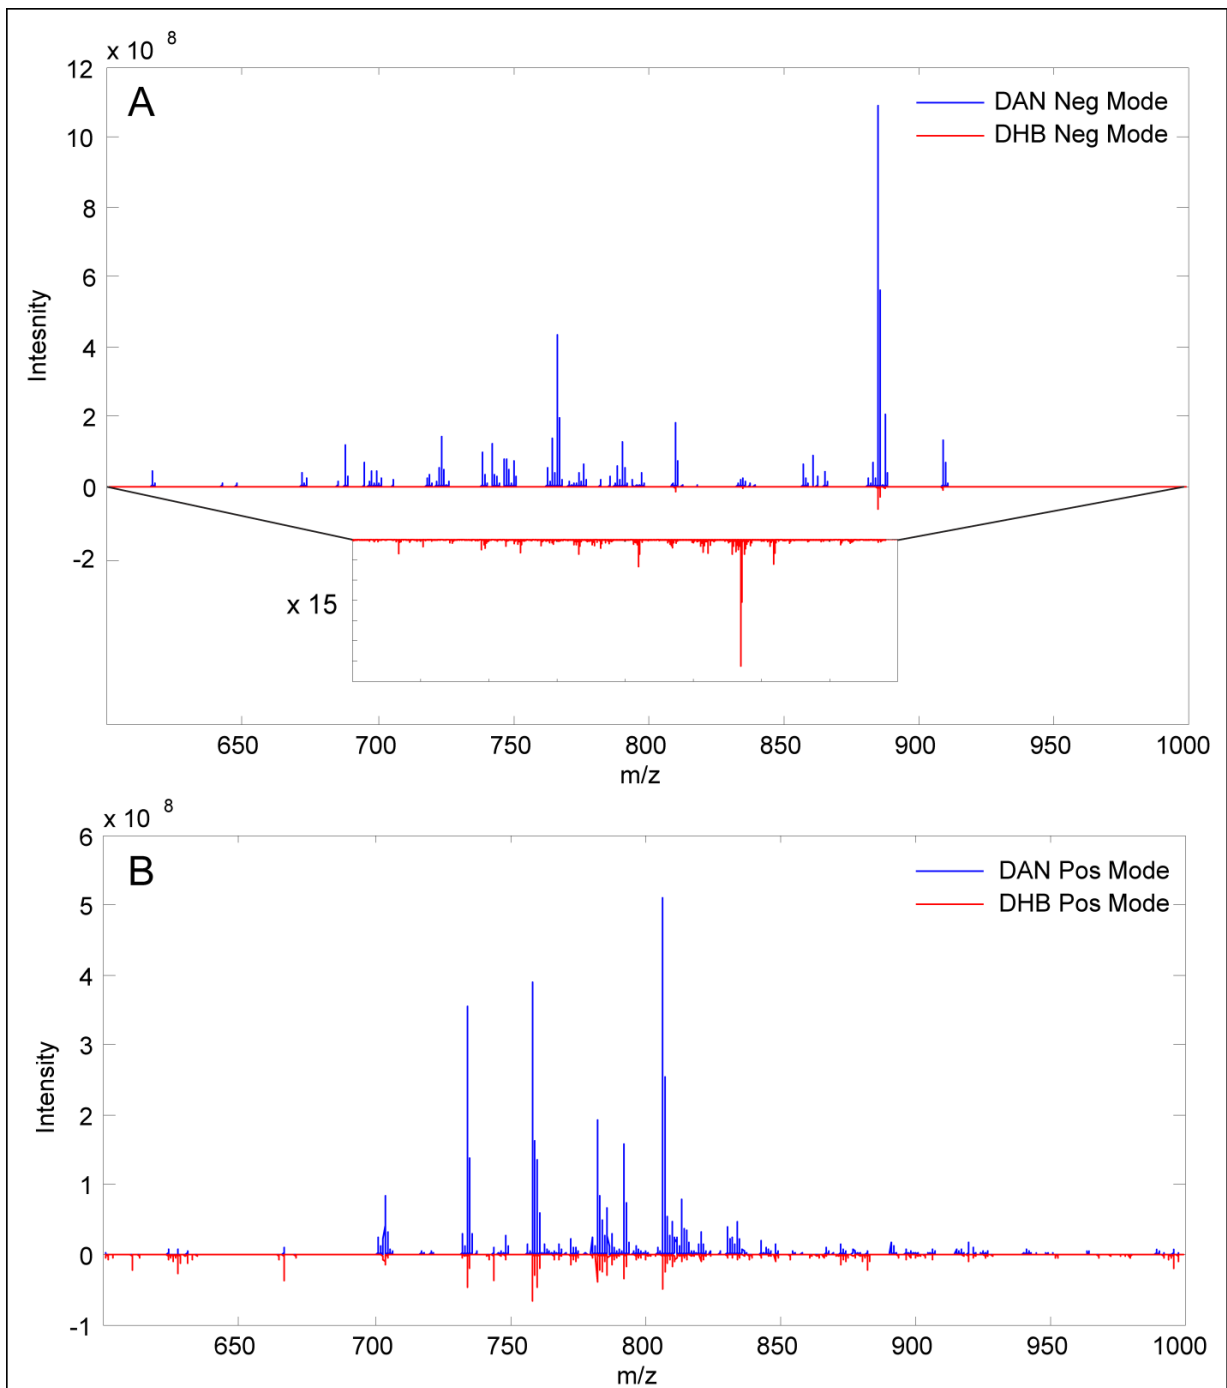 x 10 8
A
DAN Neg Mode
DHB Neg Mode
12
10
8
6
4
2
0
-2
Intesnity
x 15
650 700 750 800 850 900 950 1000
m/z
x 10 8
B
DAN Pos Mode
DHB Pos Mode
6
5
4
3
2
1
0
-1
Intensity
650 700 750 800 850 900 950 1000
m/z